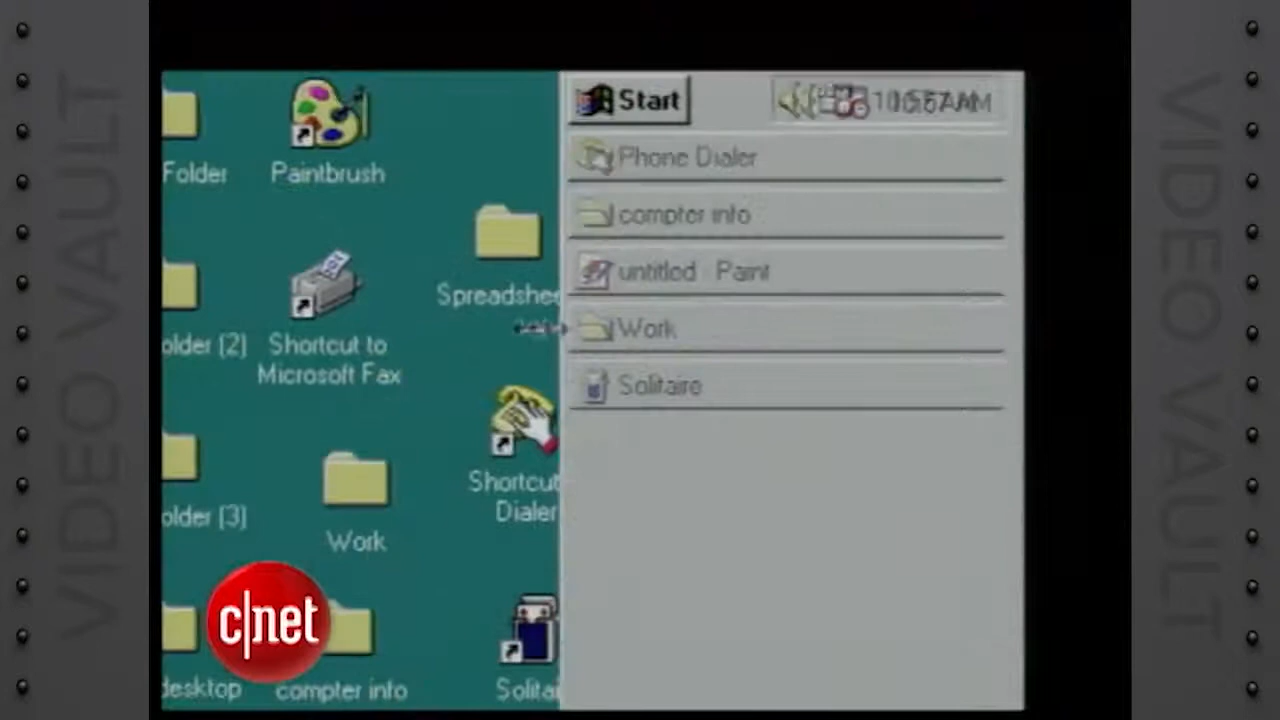 VIDEO VAULT
Folder
Paintbrush
Start
Phone Dialer
compter info
untitled - Paint
Work
Solitaire
Spreadshee
older (2)
Shortcut to
Microsoft Fax
Shortcut
Dialer
older (3)
Work
c|net
desktop
compter info
Solitai
VIDEO VAULT